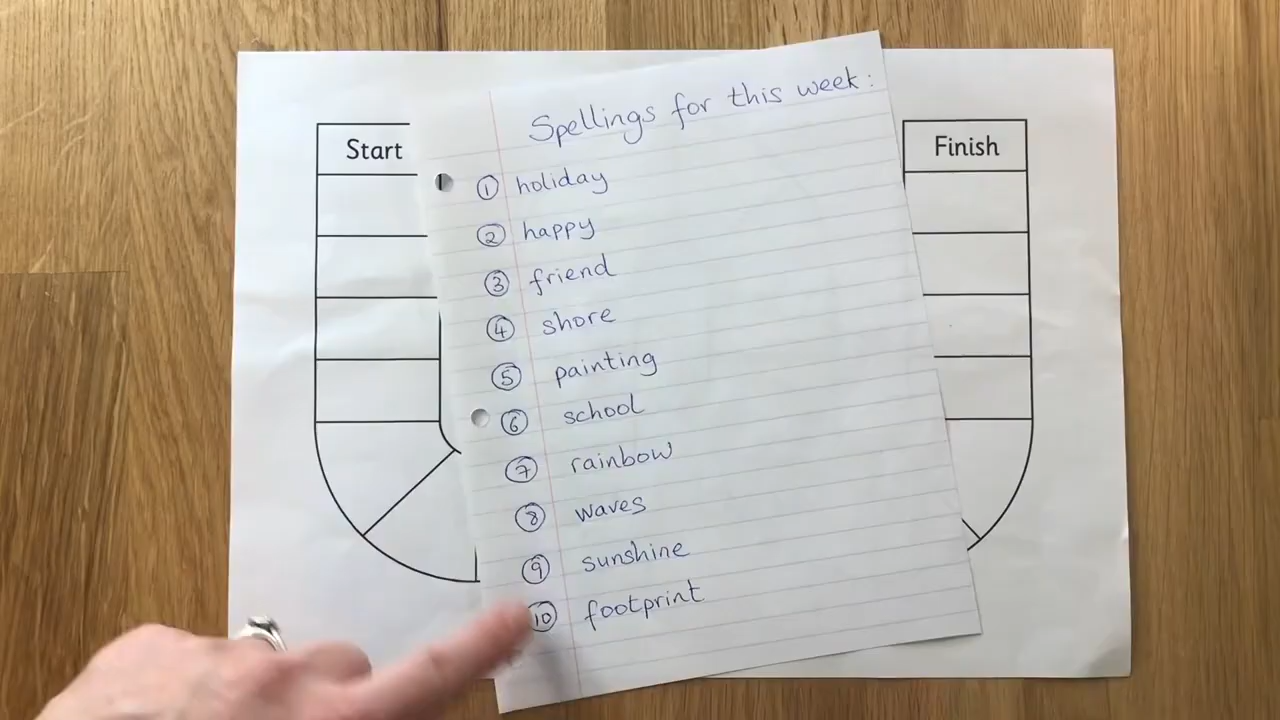 Start
Finish
Spellings for this week:
1 holiday
2 happy
3 friend
4 shore
5 painting
6 school
7 rainbow
8 waves
9 sunshine
10 footprint